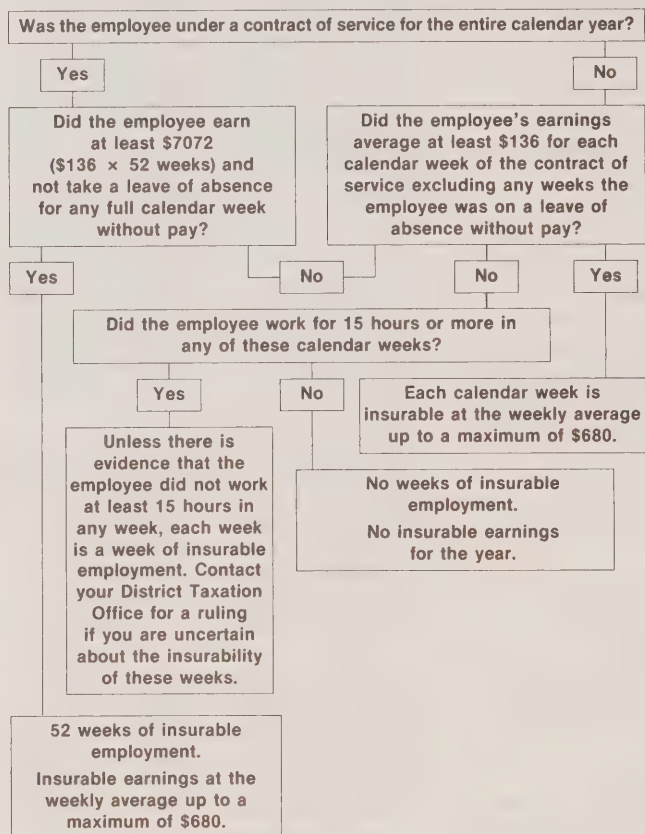 Was the employee under a contract of service for the entire calendar year?
Yes
No
Did the employee earn
at least $7072
($136 × 52 weeks) and
not take a leave of absence
for any full calendar week
without pay?
Did the employee's earnings
average at least $136 for each
calendar week of the contract of
service excluding any weeks the
employee was on a leave of
absence without pay?
Yes
No
No
Yes
Did the employee work for 15 hours or more in
any of these calendar weeks?
Yes
No
Each calendar week is
insurable at the weekly average
up to a maximum of $680.
Unless there is
evidence that the
employee did not work
at least 15 hours in
any week, each week
is a week of insurable
employment. Contact
your District Taxation
Office for a ruling
if you are uncertain
about the insurability
of these weeks.
No weeks of insurable
employment.
No insurable earnings
for the year.
52 weeks of insurable
employment.
Insurable earnings at the
weekly average up to a
maximum of $680.